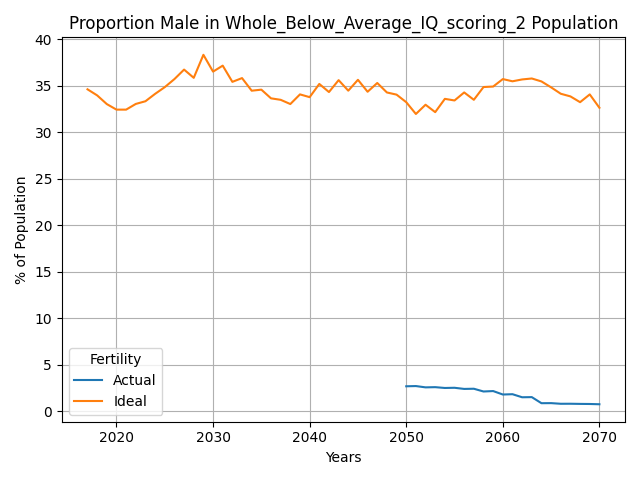 Proportion Male in Whole_Below_Average_IQ_scoring_2 Population
% of Population
40
35
30
25
20
15
10
5
0
Fertility
Actual
Ideal
2020 2030 2040 2050 2060 2070
Years